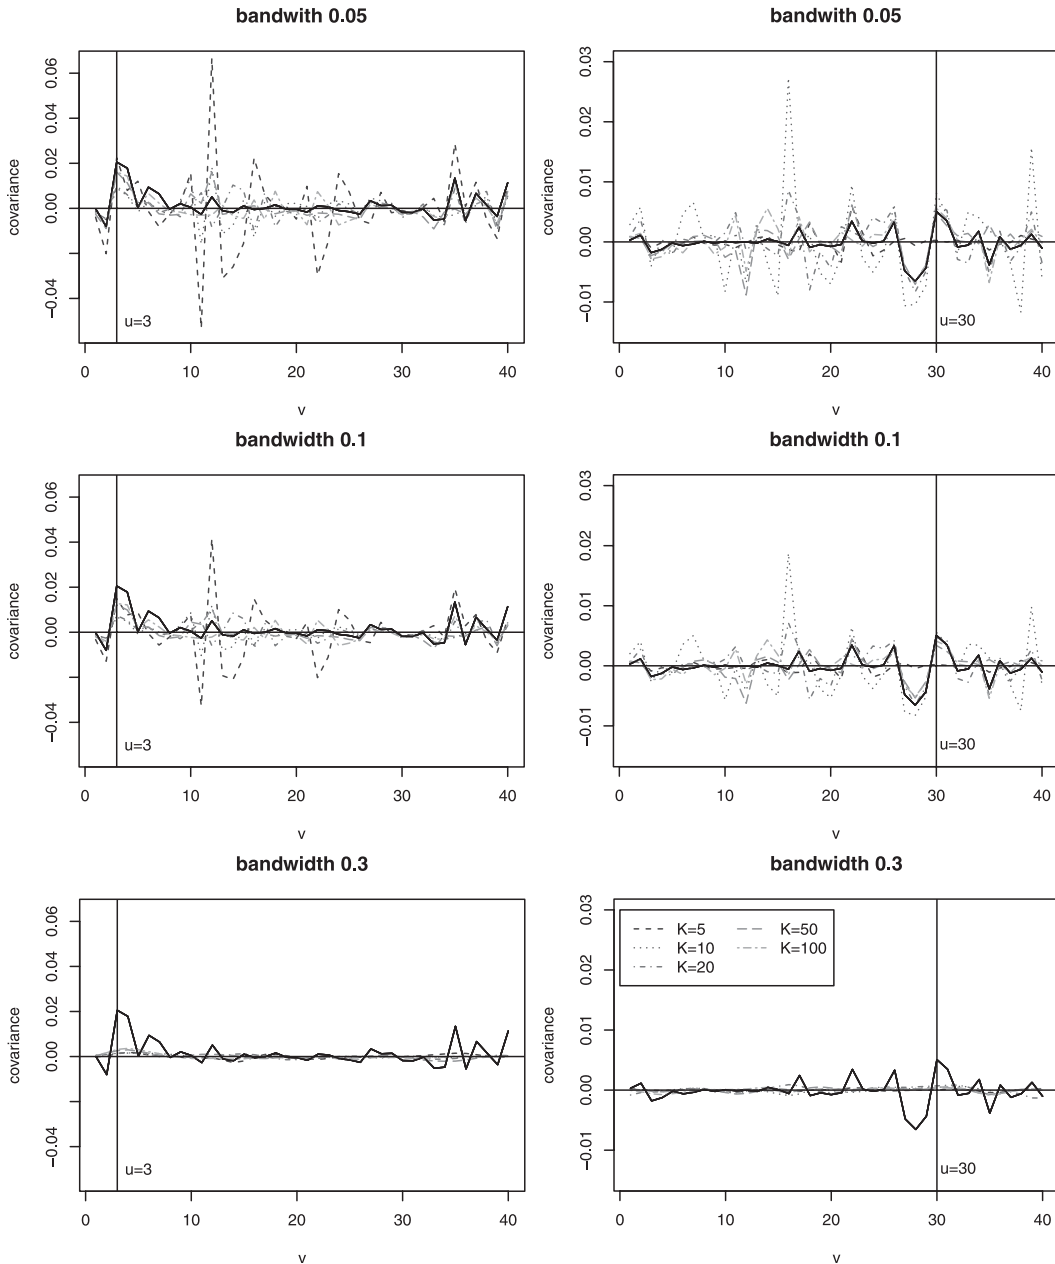 bandwith 0.05
covariance
0.06
0.04
0.02
0.00
−0.04
u=3
0 10 20 30 40
v
bandwith 0.05
covariance
0.03
0.02
0.01
0.00
−0.01
u=30
0 10 20 30 40
v
bandwidth 0.1
covariance
0.06
0.04
0.02
0.00
−0.04
u=3
0 10 20 30 40
v
bandwidth 0.1
covariance
0.03
0.02
0.01
0.00
−0.01
u=30
0 10 20 30 40
v
bandwidth 0.3
covariance
0.06
0.04
0.02
0.00
−0.04
u=3
0 10 20 30 40
v
bandwidth 0.3
covariance
0.03
0.02
0.01
0.00
−0.01
K=5 K=50
K=10 K=100
K=20
u=30
0 10 20 30 40
v